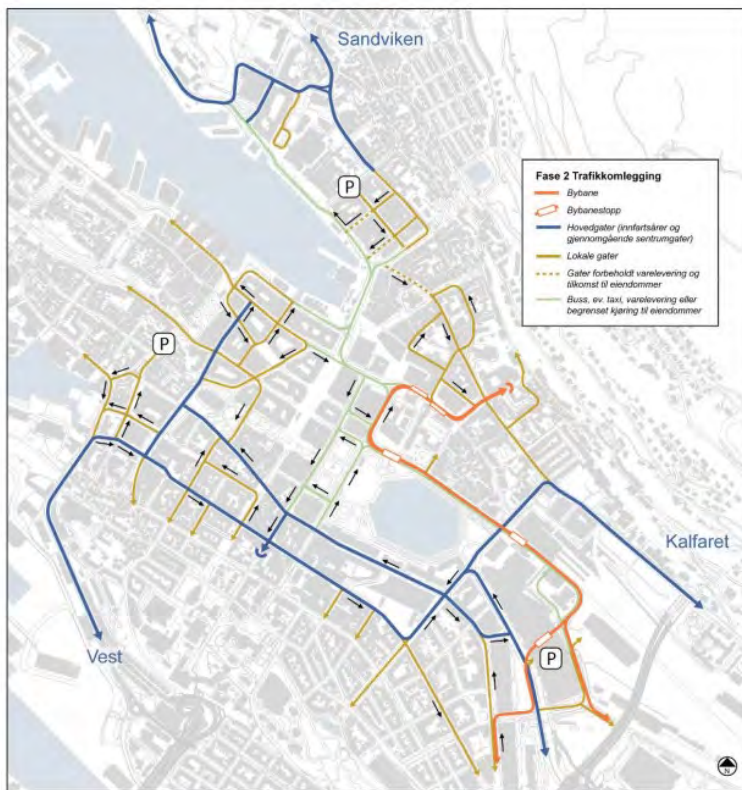 Sandviken
P
Fase 2 Trafikkomlegging
Bybane
Bybanestopp
Hovedgater (innfartsårer og
gjennomgående sentrumgater)
Lokale gater
Gater forbeholdt varelevering og
tilkomst til eiendommer
Buss, ev. taxi, varelevering eller
begrenset kjøring til eiendommer
P
Kalfaret
Vest
P
N